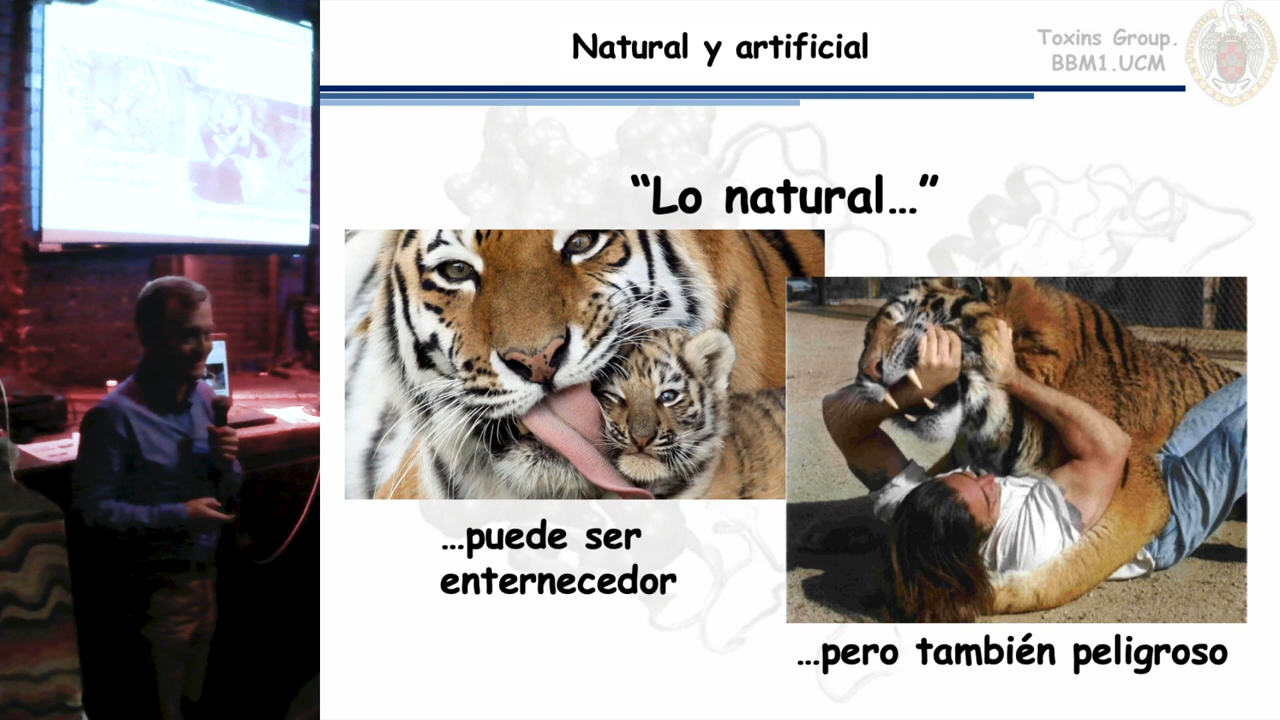 Natural y artificial
Toxins Group.
BBM1.UCM
“Lo natural…”
…puede ser
enternecedor
…pero también peligroso